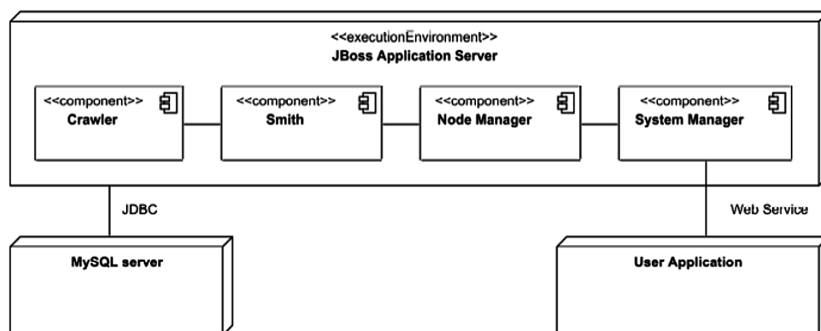 <<executionEnvironment>>
JBoss Application Server
<<component>>
Crawler
<<component>>
Smith
<<component>>
Node Manager
<<component>>
System Manager
JDBC
Web Service
MySQL server
User Application